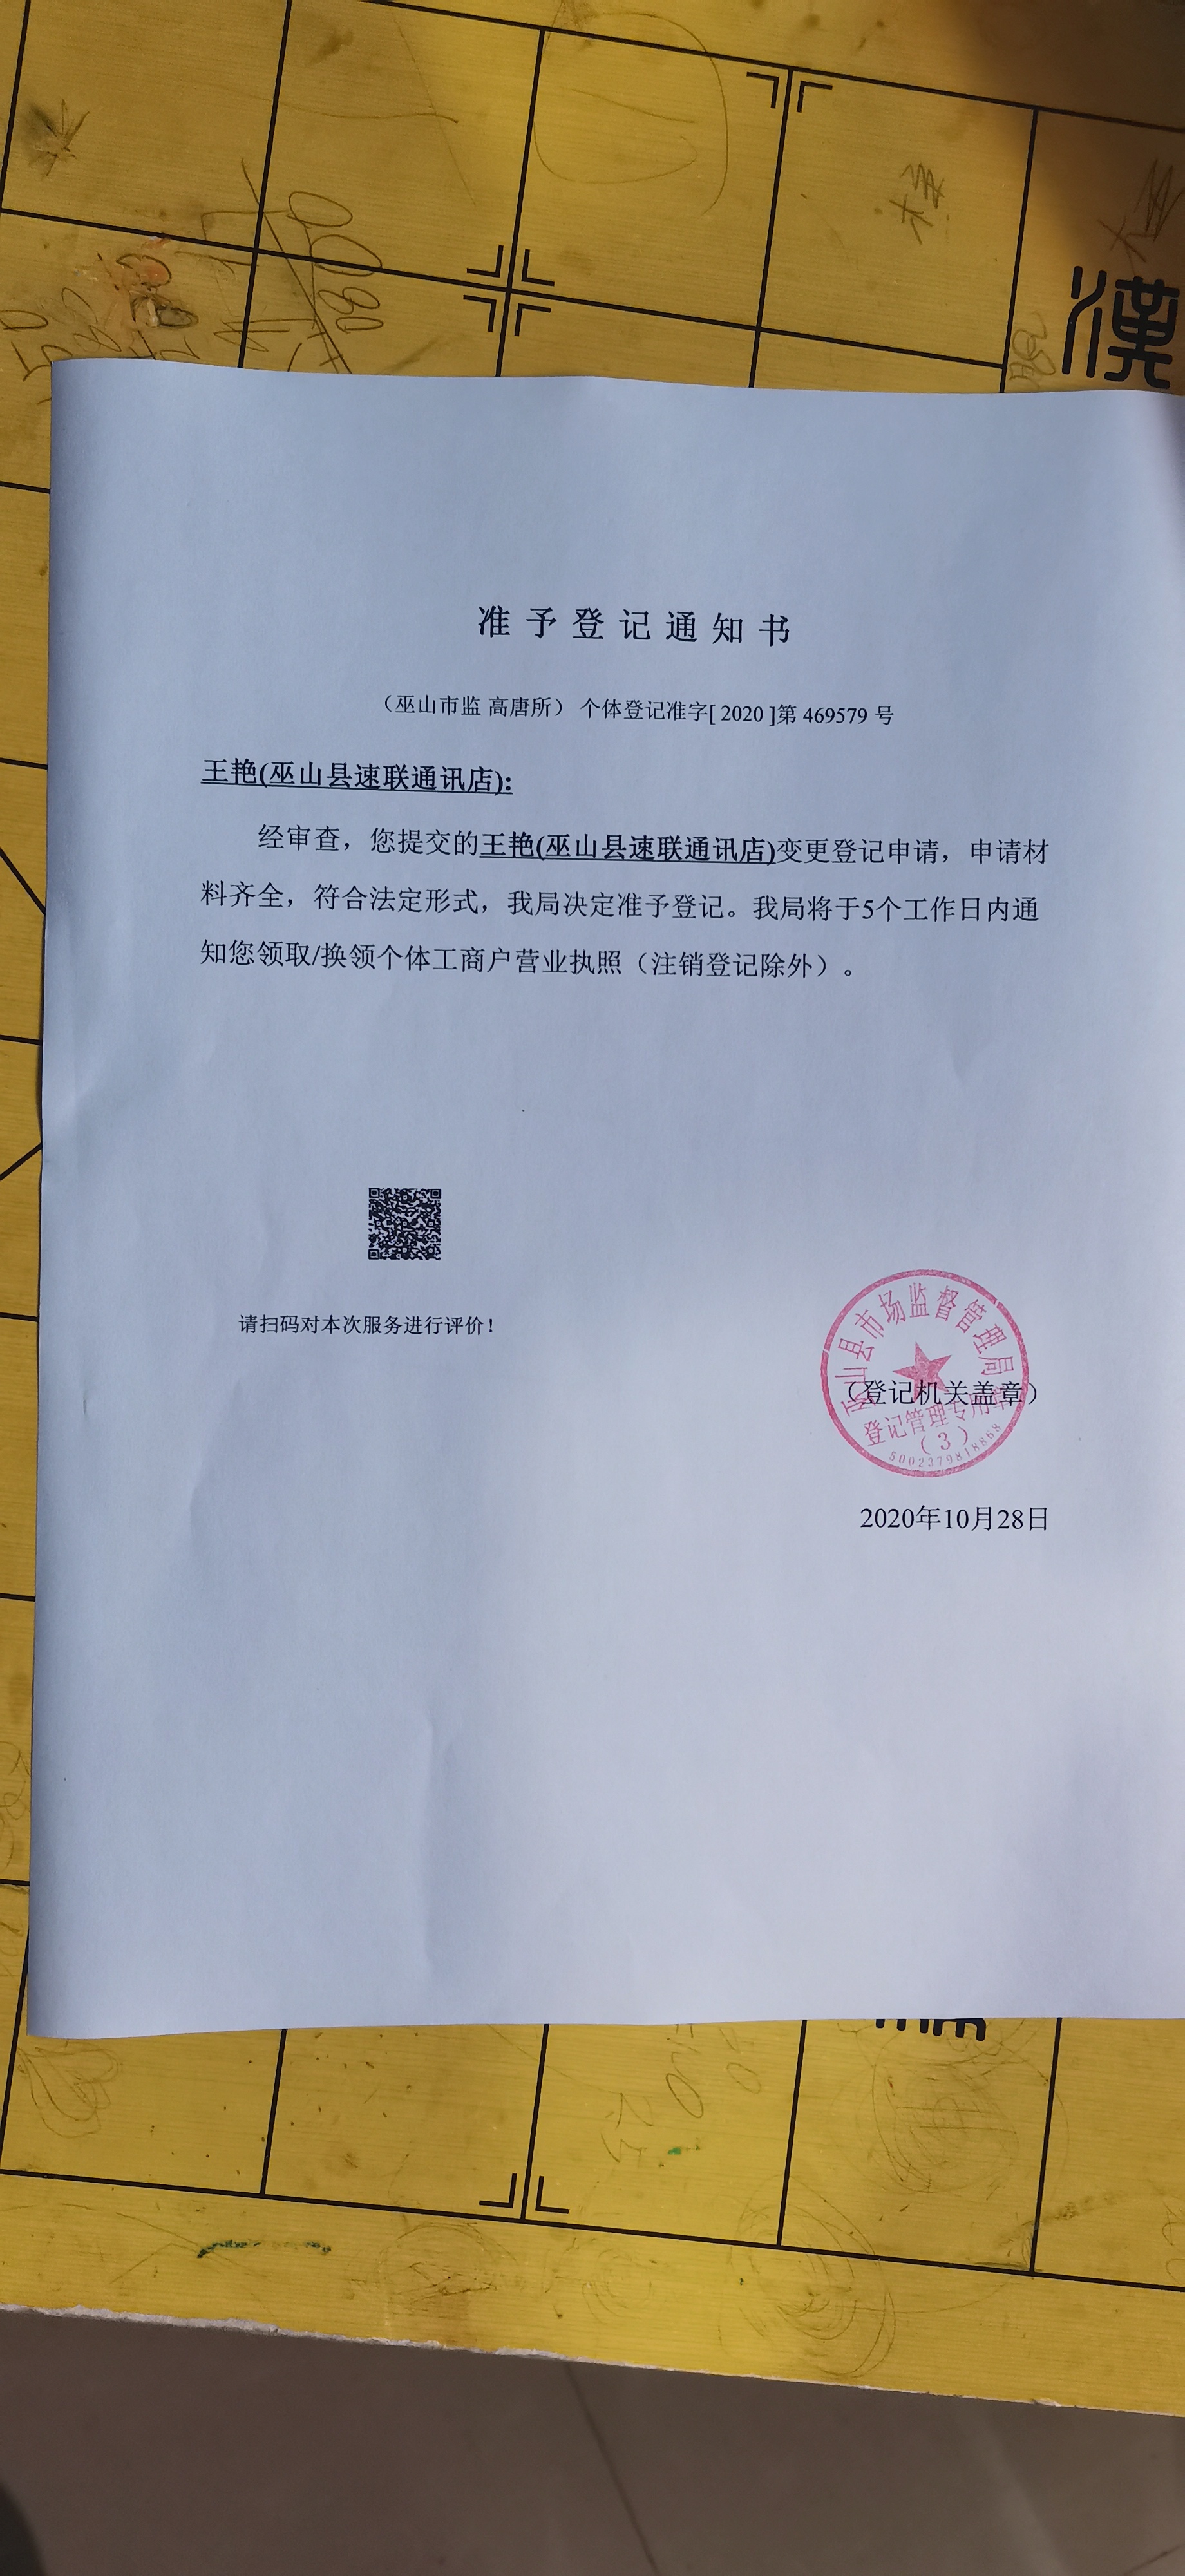 漢
准予登记通知书
（巫山市监 高唐所） 个体登记准字[ 2020 ]第 469579 号
王艳(巫山县速联通讯店):
经审查，您提交的王艳(巫山县速联通讯店)变更登记申请，申请材
料齐全，符合法定形式，我局决定准予登记。我局将于5个工作日内通
知您领取/换领个体工商户营业执照（注销登记除外）。
请扫码对本次服务进行评价！
巫山县市场监督管理局
（登记机关盖章）
登记管理专用章
（3）
5002379818868
2020年10月28日